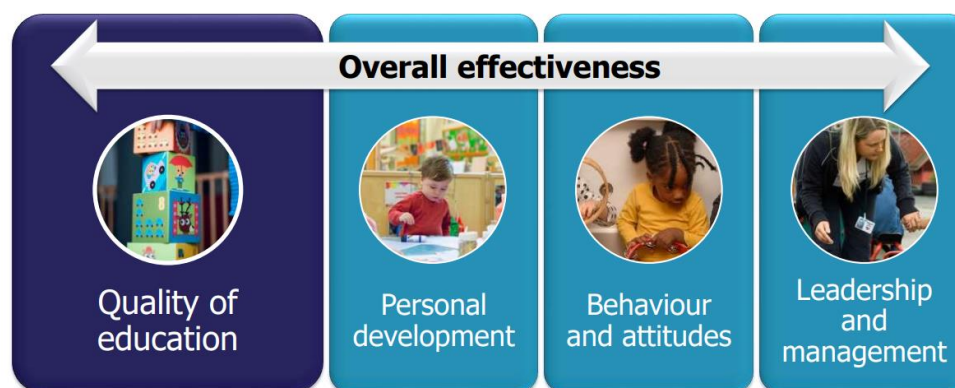 Overall effectiveness
Quality of
education
Personal
development
Behaviour
and attitudes
Leadership
and
management